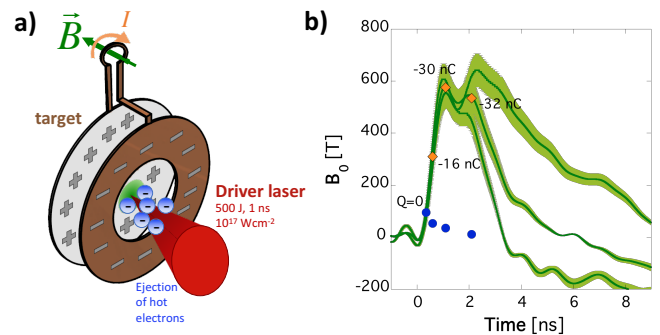 a)
B I
target
Driver laser
500 J, 1 ns
10¹⁷ Wcm⁻²
Ejection
of hot
electrons
b)
800
600
400
200
0
-200
B₀ [T]
-30 nC
-32 nC
-16 nC
Q=0
0 2 4 6 8
Time [ns]